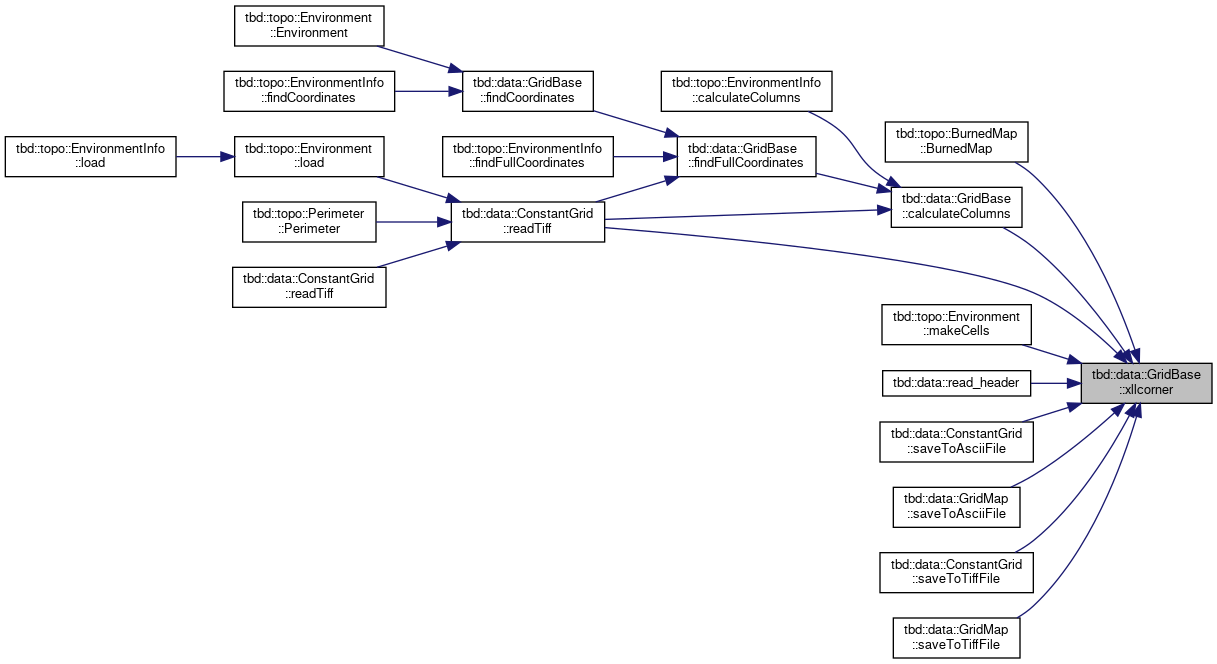 tbd::topo::Environment
::Environment
tbd::topo::EnvironmentInfo
::findCoordinates
tbd::data::GridBase
::findCoordinates
tbd::topo::EnvironmentInfo
::calculateColumns
tbd::topo::BurnedMap
::BurnedMap
tbd::topo::EnvironmentInfo
::load
tbd::topo::Environment
::load
tbd::topo::EnvironmentInfo
::findFullCoordinates
tbd::data::GridBase
::findFullCoordinates
tbd::data::GridBase
::calculateColumns
tbd::topo::Perimeter
::Perimeter
tbd::data::ConstantGrid
::readTiff
tbd::data::ConstantGrid
::readTiff
tbd::topo::Environment
::makeCells
tbd::data::read_header
tbd::data::GridBase
::xllcorner
tbd::data::ConstantGrid
::saveToAsciiFile
tbd::data::GridMap
::saveToAsciiFile
tbd::data::ConstantGrid
::saveToTiffFile
tbd::data::GridMap
::saveToTiffFile